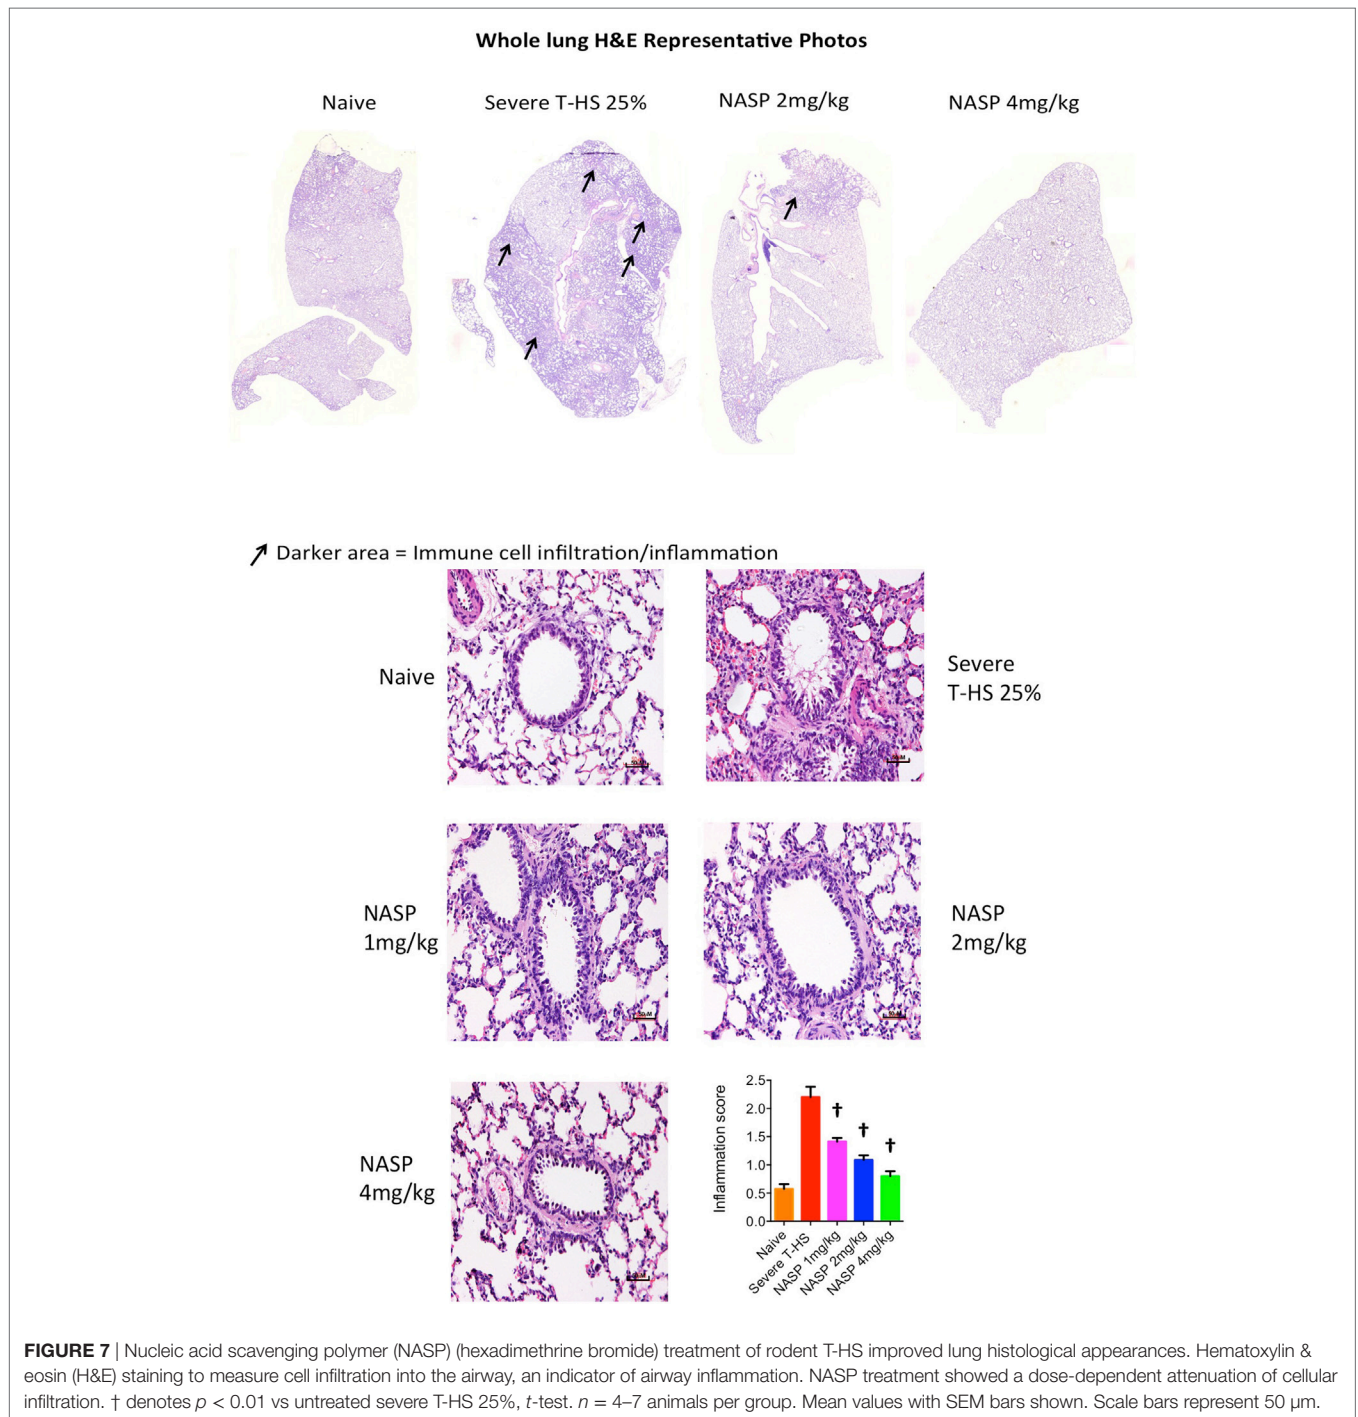 Whole lung H&E Representative Photos
Naive
Severe T-HS 25%
NASP 2mg/kg
NASP 4mg/kg
Darker area = Immune cell infiltration/inflammation
Naive
Severe
T-HS 25%
NASP
1mg/kg
NASP
2mg/kg
NASP
4mg/kg
Inflammation score
2.5
2.0
1.5
1.0
0.5
0.0
†
†
†
Naive
Severe T-HS
NASP 1mg/kg
NASP 2mg/kg
NASP 4mg/kg
FIGURE 7 | Nucleic acid scavenging polymer (NASP) (hexadimethrine bromide) treatment of rodent T-HS improved lung histological appearances. Hematoxylin &
eosin (H&E) staining to measure cell infiltration into the airway, an indicator of airway inflammation. NASP treatment showed a dose-dependent attenuation of cellular
infiltration. † denotes p < 0.01 vs untreated severe T-HS 25%, t-test. n = 4–7 animals per group. Mean values with SEM bars shown. Scale bars represent 50 µm.